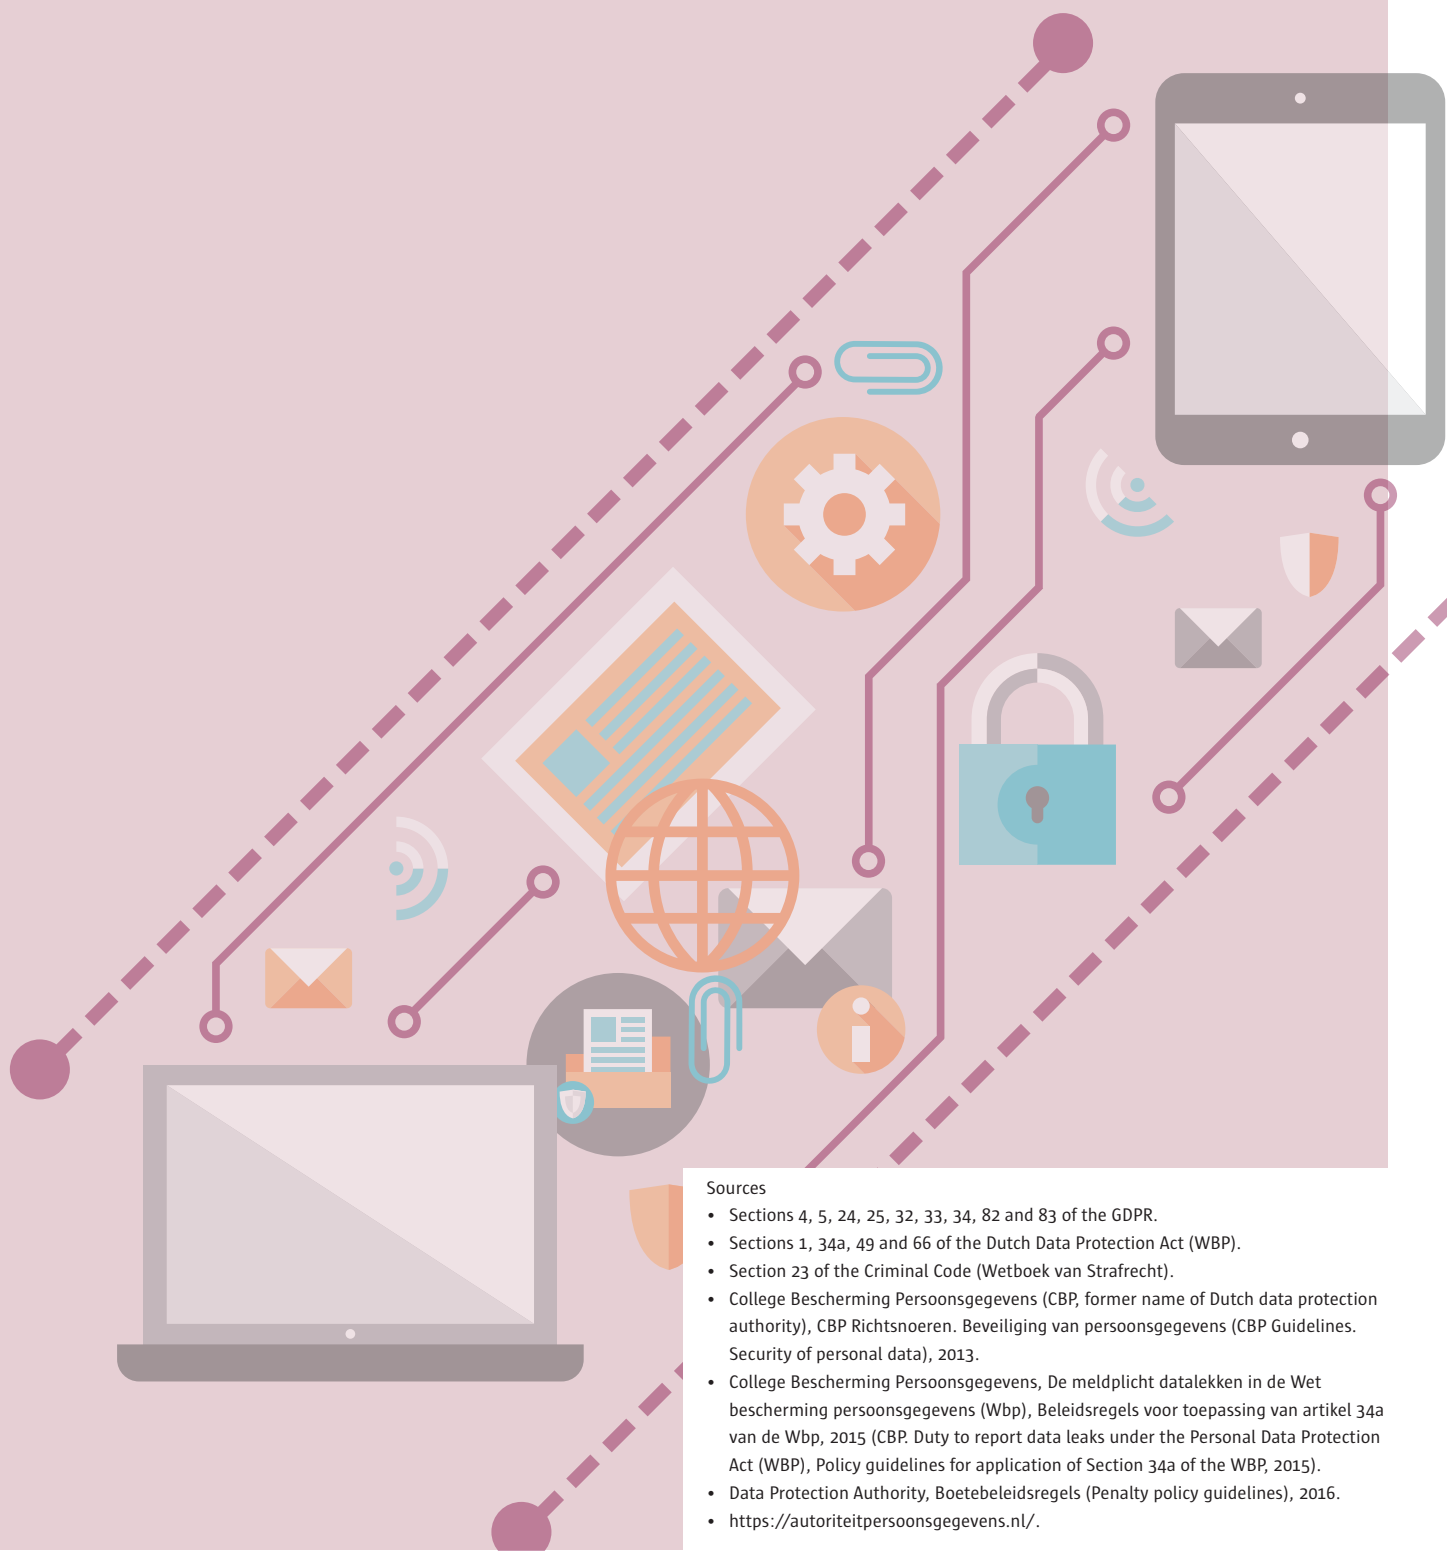 Sources
• Sections 4, 5, 24, 25, 32, 33, 34, 82 and 83 of the GDPR.
• Sections 1, 34a, 49 and 66 of the Dutch Data Protection Act (WBP).
• Section 23 of the Criminal Code (Wetboek van Strafrecht).
• College Bescherming Persoonsgegevens (CBP, former name of Dutch data protection
authority), CBP Richtsnoeren. Beveiliging van persoonsgegevens (CBP Guidelines.
Security of personal data), 2013.
• College Bescherming Persoonsgegevens, De meldplicht datalekken in de Wet
bescherming persoonsgegevens (Wbp), Beleidsregels voor toepassing van artikel 34a
van de Wbp, 2015 (CBP. Duty to report data leaks under the Personal Data Protection
Act (WBP), Policy guidelines for application of Section 34a of the WBP, 2015).
• Data Protection Authority, Boetebeleidsregels (Penalty policy guidelines), 2016.
• https://autoriteitpersoonsgegevens.nl/.